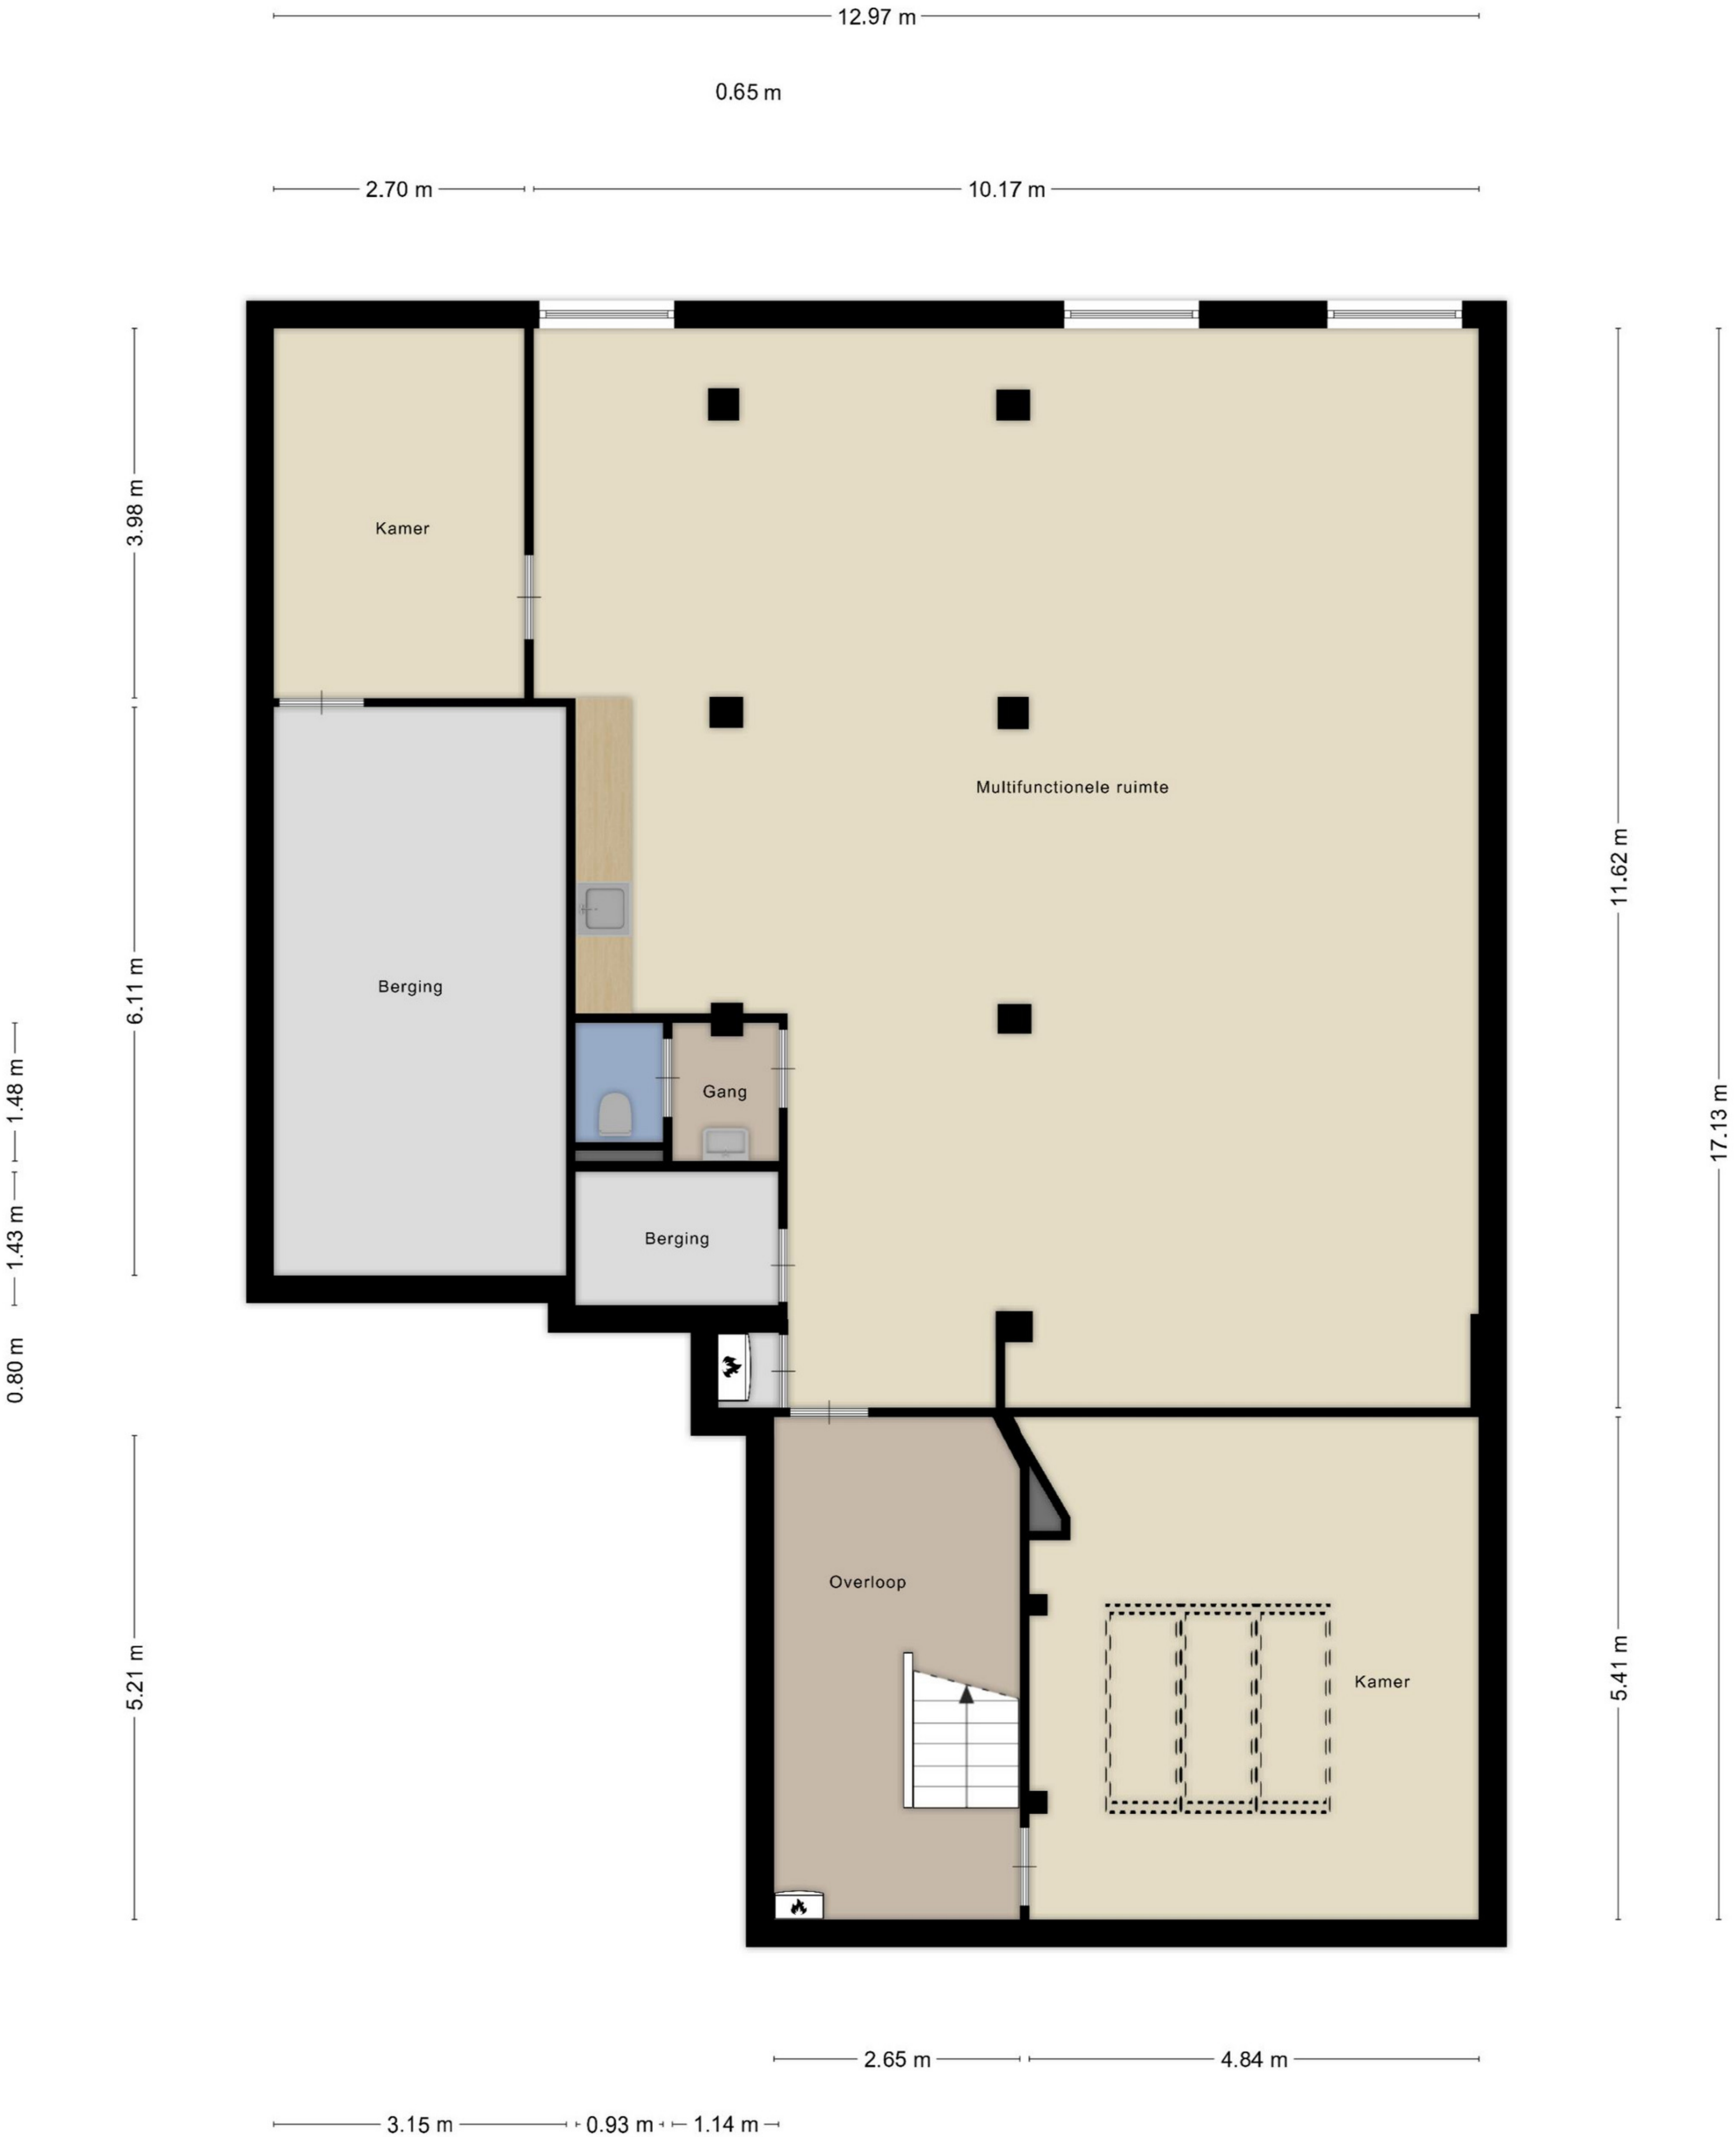 12.97 m
0.65 m
2.70 m
10.17 m
3.98 m
Kamer
Multifunctionele ruimte
11.62 m
6.11 m
Berging
1.48 m
Gang
17.13 m
1.43 m
Berging
0.80 m
Overloop
5.21 m
Kamer
5.41 m
2.65 m
4.84 m
3.15 m
0.93 m
1.14 m